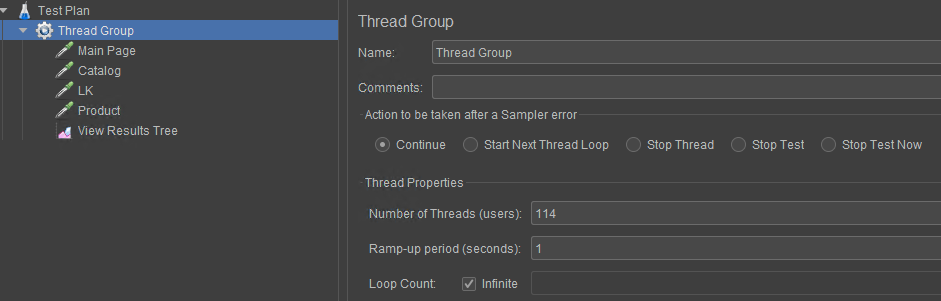 Test Plan
Thread Group
Main Page
Catalog
LK
Product
View Results Tree
Thread Group
Name: Thread Group
Comments:
Action to be taken after a Sampler error
Continue Start Next Thread Loop Stop Thread Stop Test Stop Test Now
Thread Properties
Number of Threads (users): 114
Ramp-up period (seconds): 1
Loop Count: Infinite